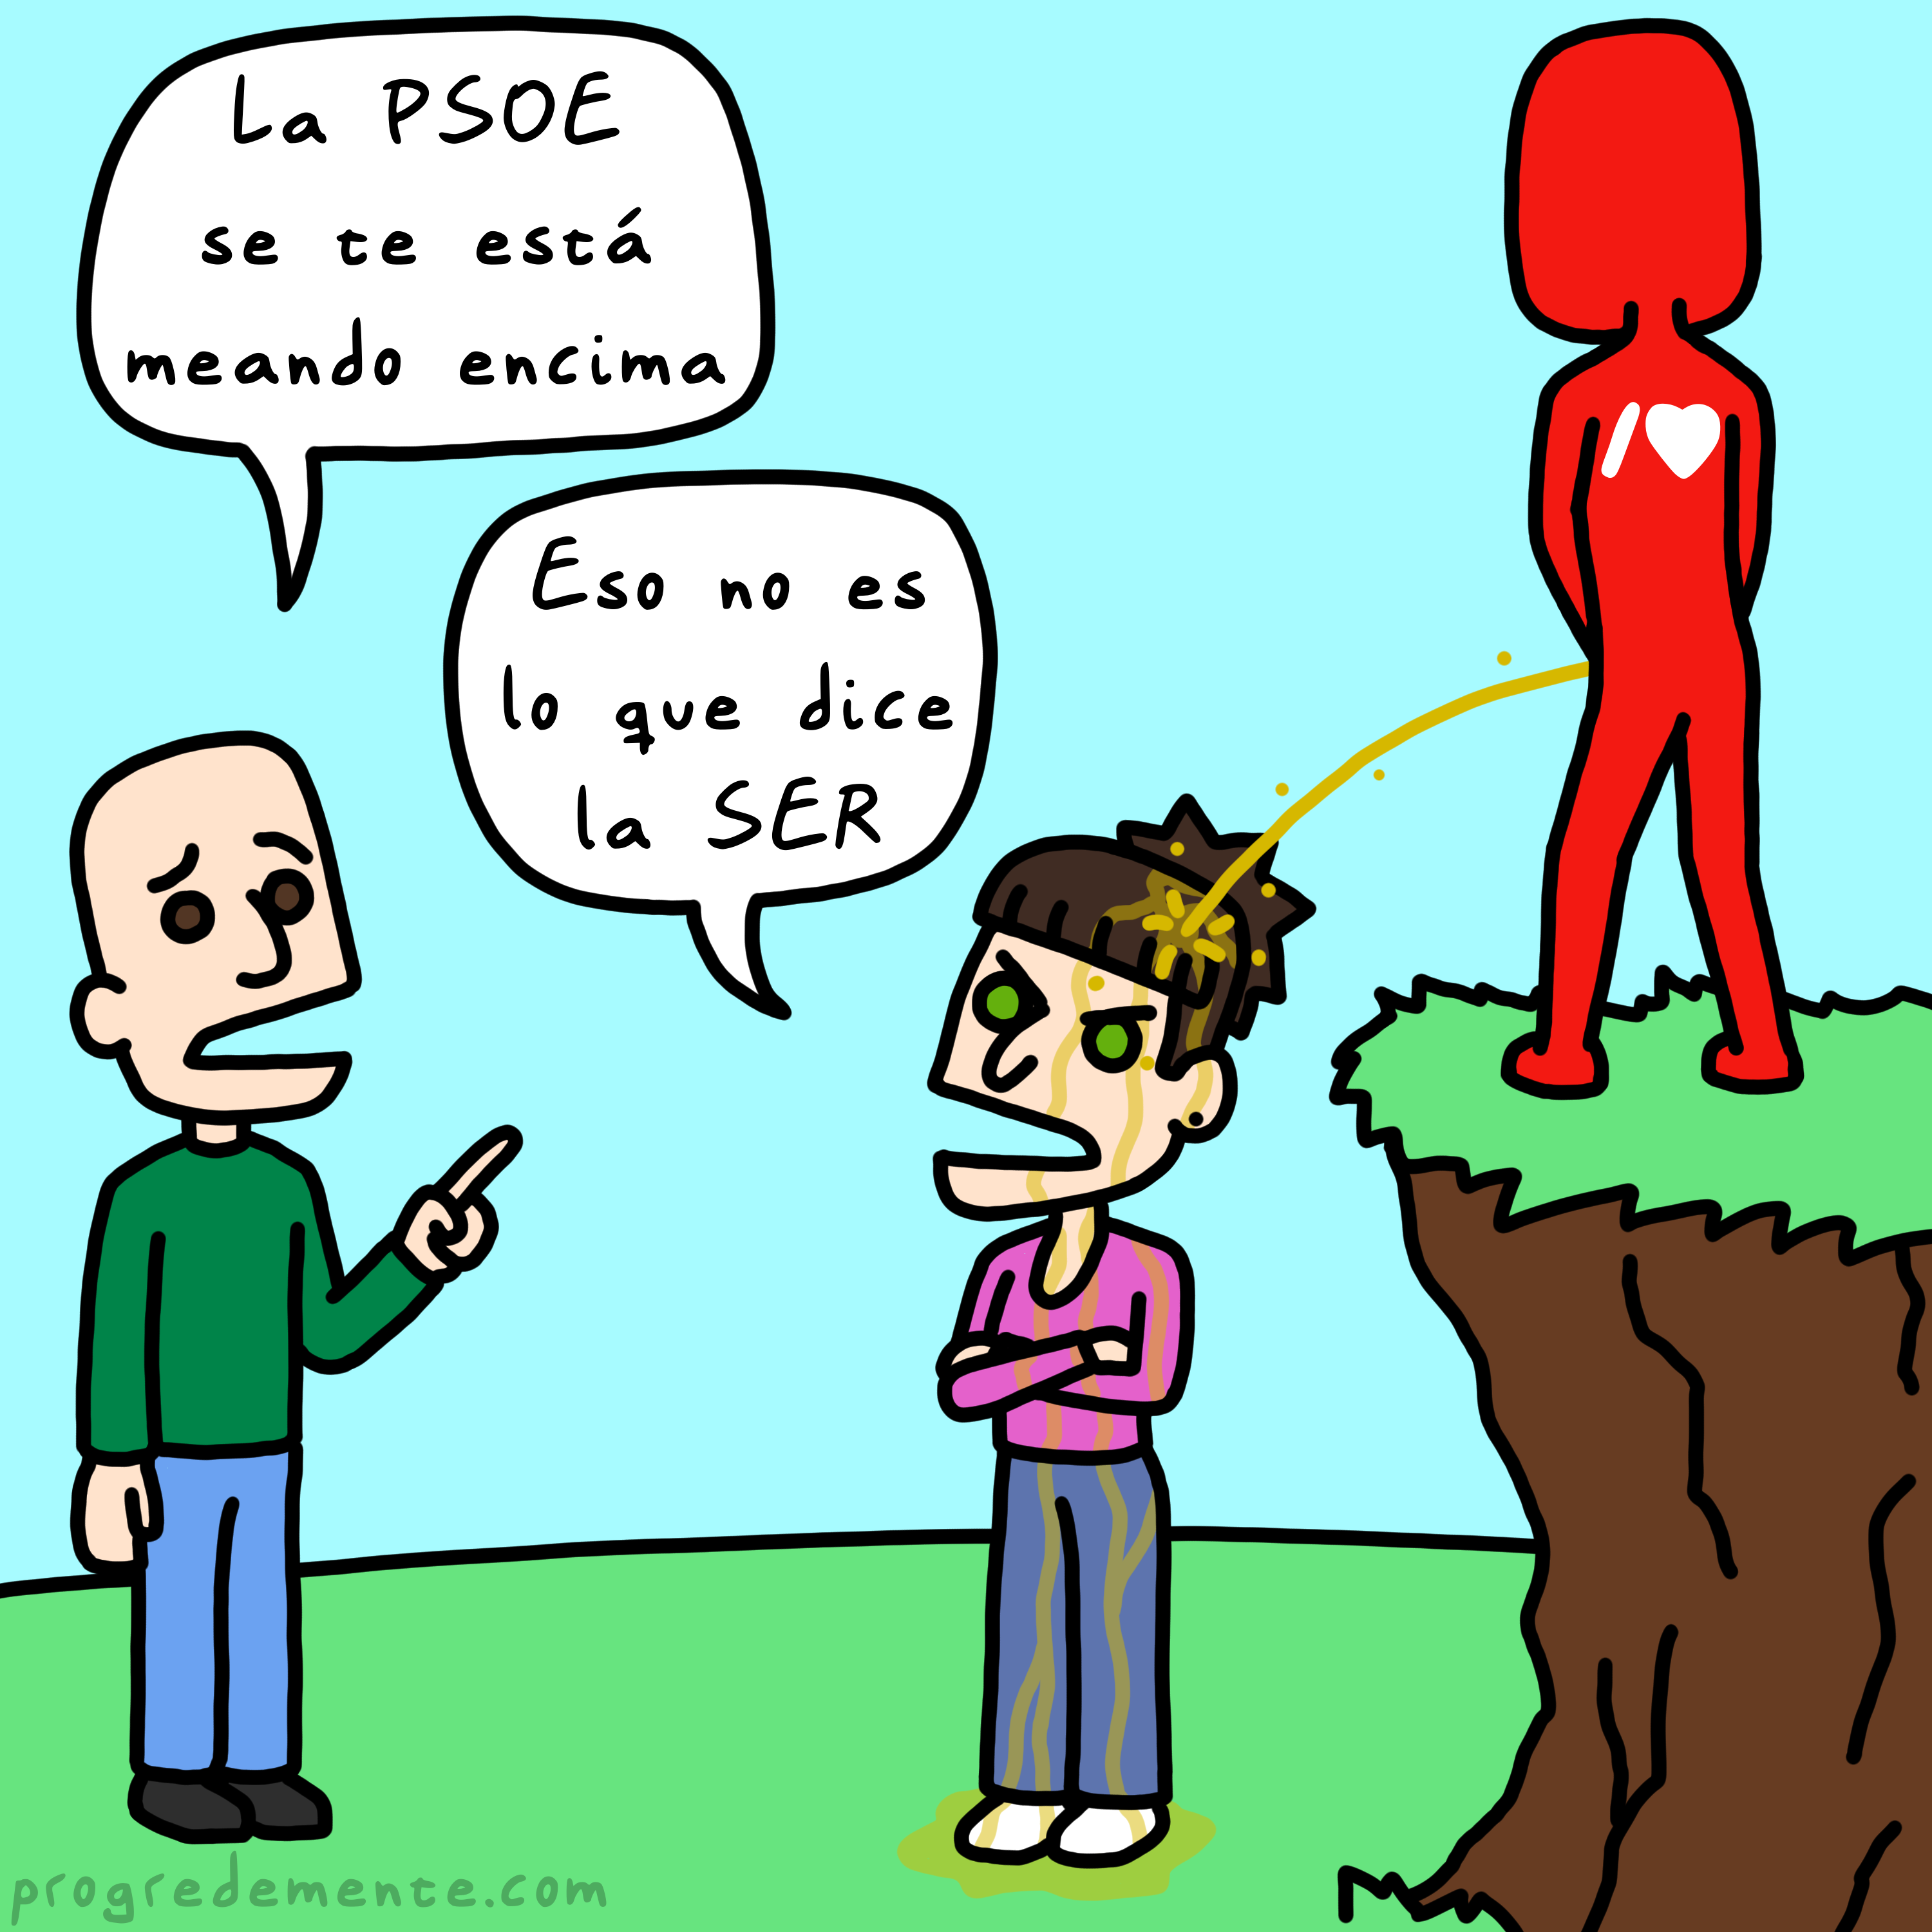 La PSOE
se te está
meando encima
Eso no es
lo que dice
la SER
progredemente.com